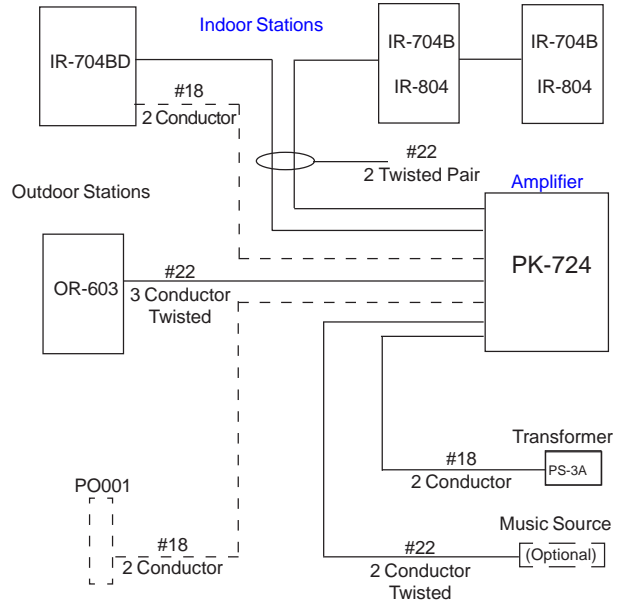 Indoor Stations
IR-704BD
IR-704B
IR-804
IR-704B
IR-804
#18
2 Conductor
#22
2 Twisted Pair
Outdoor Stations
Amplifier
PK-724
OR-603
#22
3 Conductor
Twisted
Transformer
#18
2 Conductor
PS-3A
PO001
#18
2 Conductor
Music Source
#22
2 Conductor
Twisted
(Optional)